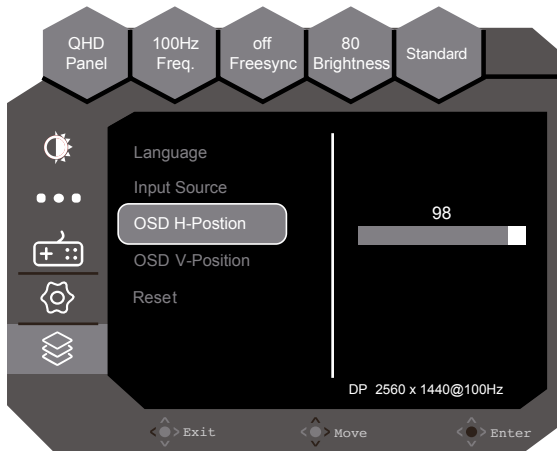 QHD
Panel
100Hz
Freq.
off
Freesync
80
Brightness
Standard
Language
Input Source
OSD H-Postion
OSD V-Position
Reset
98
DP 2560 x 1440@100Hz
Exit
Move
Enter